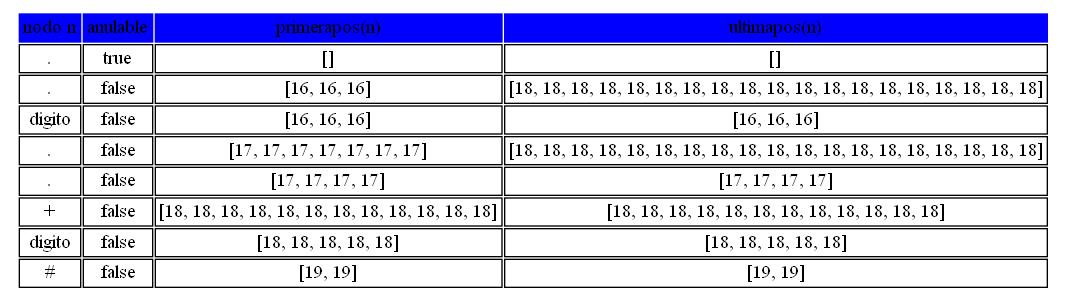 nodo n anulable primerapos(n) ultimapos(n)
. true [] []
. false [16, 16, 16] [18, 18, 18, 18, 18, 18, 18, 18, 18, 18, 18, 18, 18, 18, 18, 18, 18, 18, 18]
digito false [16, 16, 16] [16, 16, 16]
. false [17, 17, 17, 17, 17, 17, 17] [18, 18, 18, 18, 18, 18, 18, 18, 18, 18, 18, 18, 18, 18, 18, 18, 18, 18, 18]
. false [17, 17, 17, 17] [17, 17, 17, 17]
+ false [18, 18, 18, 18, 18, 18, 18, 18, 18, 18, 18, 18] [18, 18, 18, 18, 18, 18, 18, 18, 18, 18, 18, 18]
digito false [18, 18, 18, 18, 18] [18, 18, 18, 18, 18]
# false [19, 19] [19, 19]